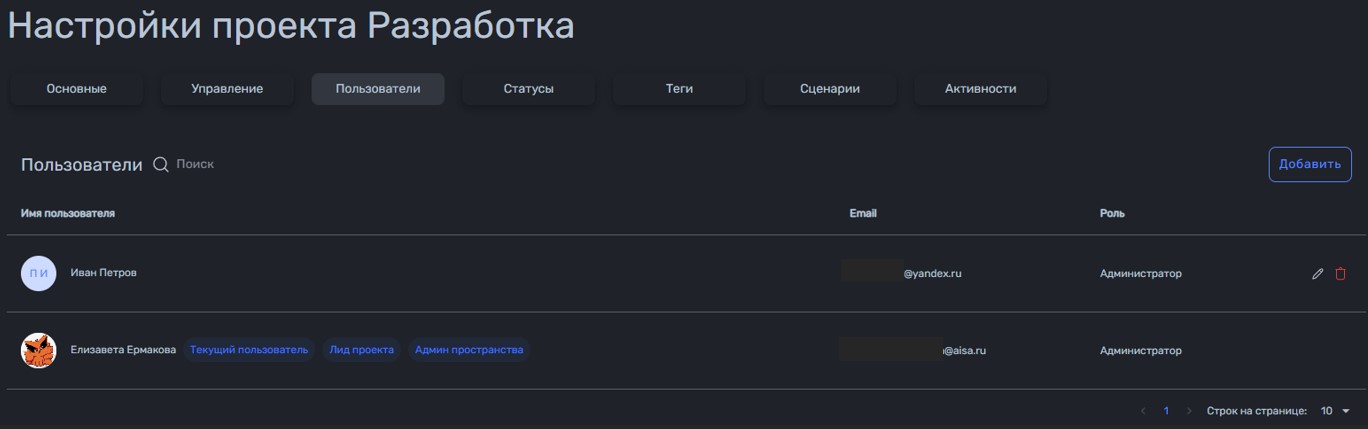 Настройки проекта Разработка
Основные Управление Пользователи Статусы Теги Сценарии Активности
Пользователи Поиск Добавить
Имя пользователя Email Роль
ПИ Иван Петров @yandex.ru Администратор
Елизавета Ермакова Текущий пользователь Лид проекта Админ пространства @aisa.ru Администратор
1 Строк на странице: 10